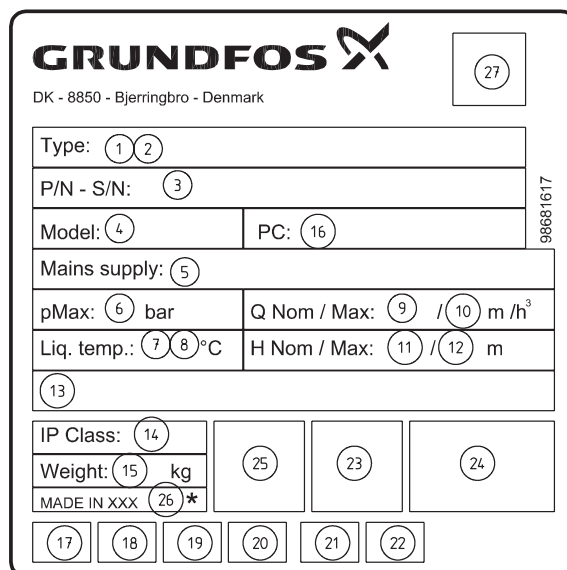 GRUNDFOS
27
DK - 8850 - Bjerringbro - Denmark
Type: 1 2
P/N - S/N: 3
Model: 4 PC: 16
98681617
Mains supply: 5
pMax: 6 bar Q Nom / Max: 9 / 10 m /h³
Liq. temp.: 7 8 °C H Nom / Max: 11 / 12 m
13
IP Class: 14
Weight: 15 kg
MADE IN XXX 26 *
25 23 24
17 18 19 20 21 22